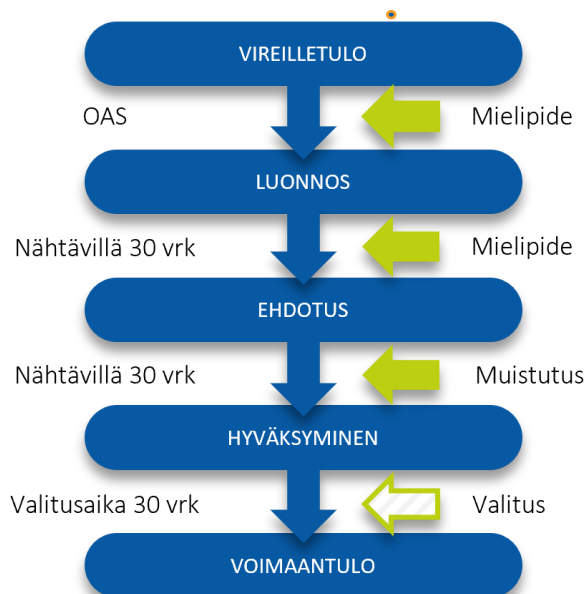 VIREILLETULO
OAS
Mielipide
LUONNOS
Nähtävillä 30 vrk
Mielipide
EHDOTUS
Nähtävillä 30 vrk
Muistutus
HYVÄKSYMINEN
Valitusaika 30 vrk
Valitus
VOIMAANTULO